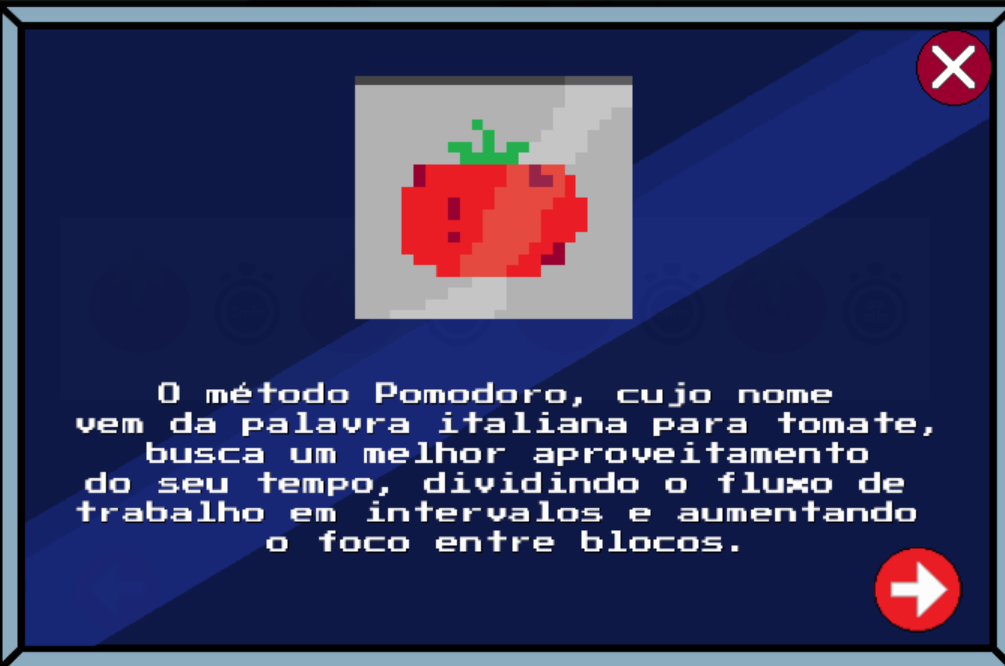 O método Pomodoro, cujo nome
vem da palavra italiana para tomate,
busca um melhor aproveitamento
do seu tempo, dividindo o fluxo de
trabalho em intervalos e aumentando
o foco entre blocos.